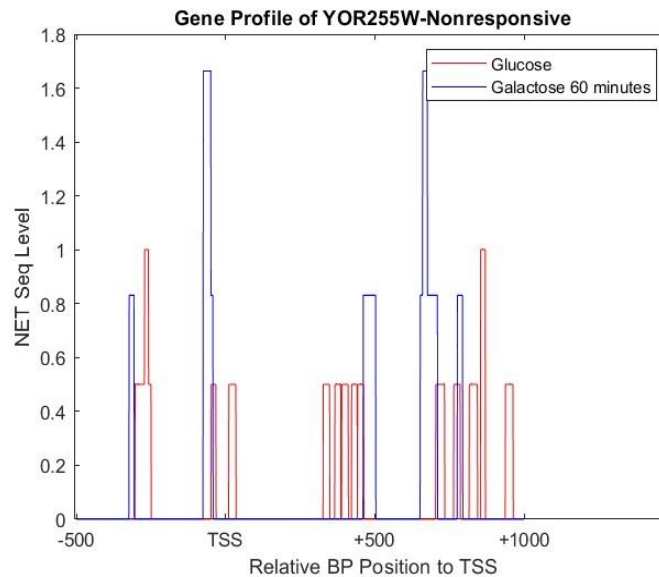 Gene Profile of YOR255W-Nonresponsive
Glucose
Galactose 60 minutes
NET Seq Level
1.8
1.6
1.4
1.2
1
0.8
0.6
0.4
0.2
0
-500
TSS
+500
+1000
Relative BP Position to TSS